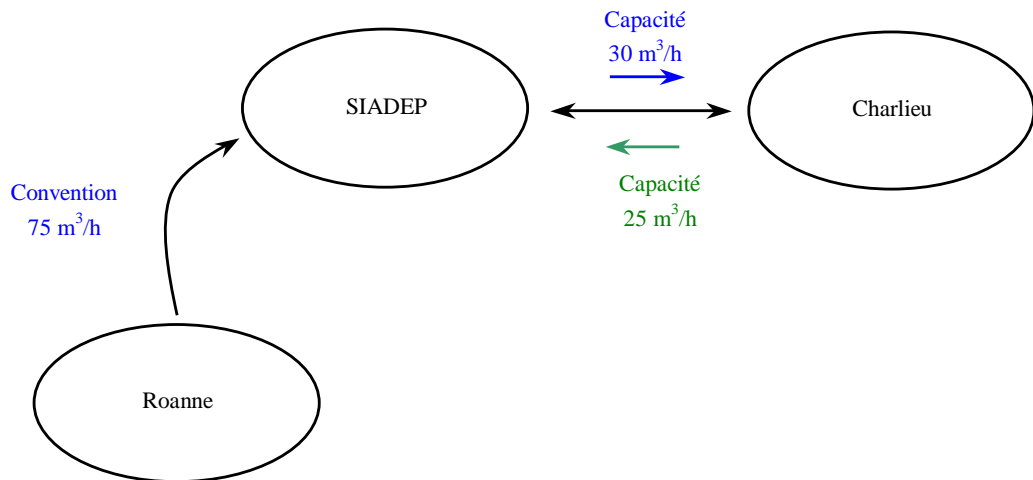 Capacité
30 m³/h
SIADEP
Charlieu
Capacité
25 m³/h
Convention
75 m³/h
Roanne